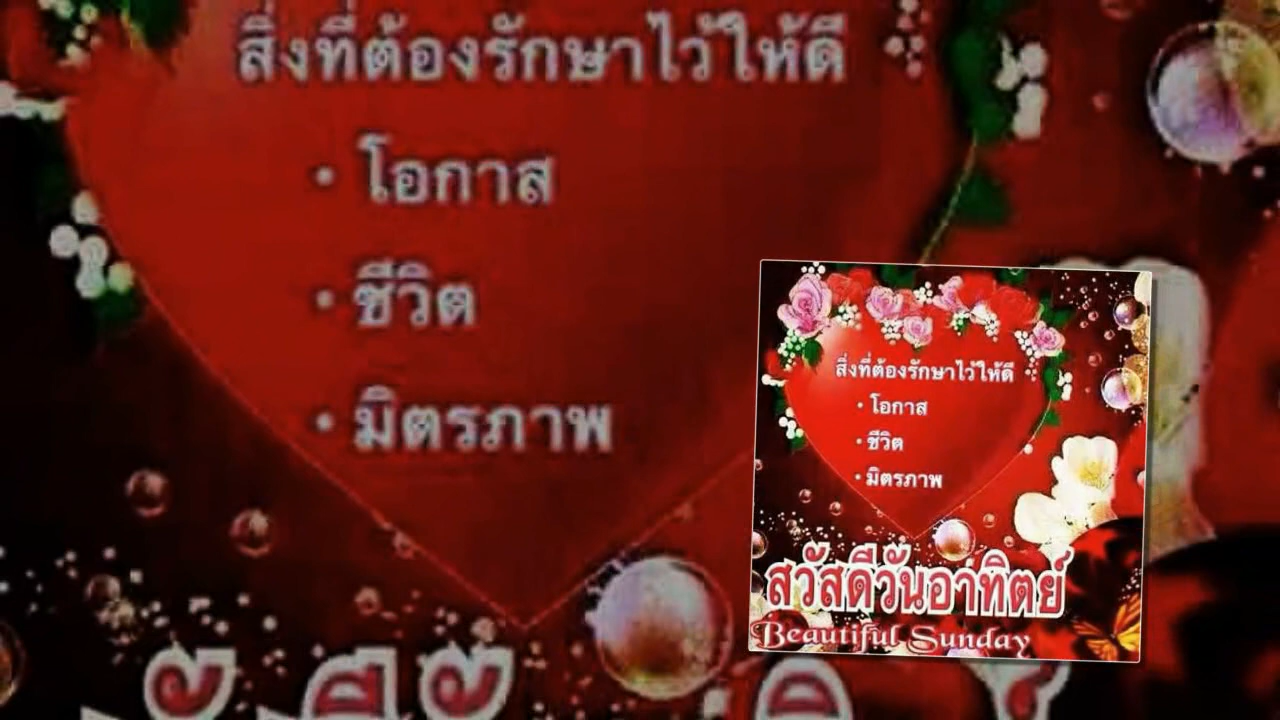 สิ่งที่ต้องรักษาไว้ให้ดี
• โอกาส
• ชีวิต
• มิตรภาพ
สิ่งที่ต้องรักษาไว้ให้ดี
• โอกาส
• ชีวิต
• มิตรภาพ
สวัสดีวันอาทิตย์
Beautiful Sunday